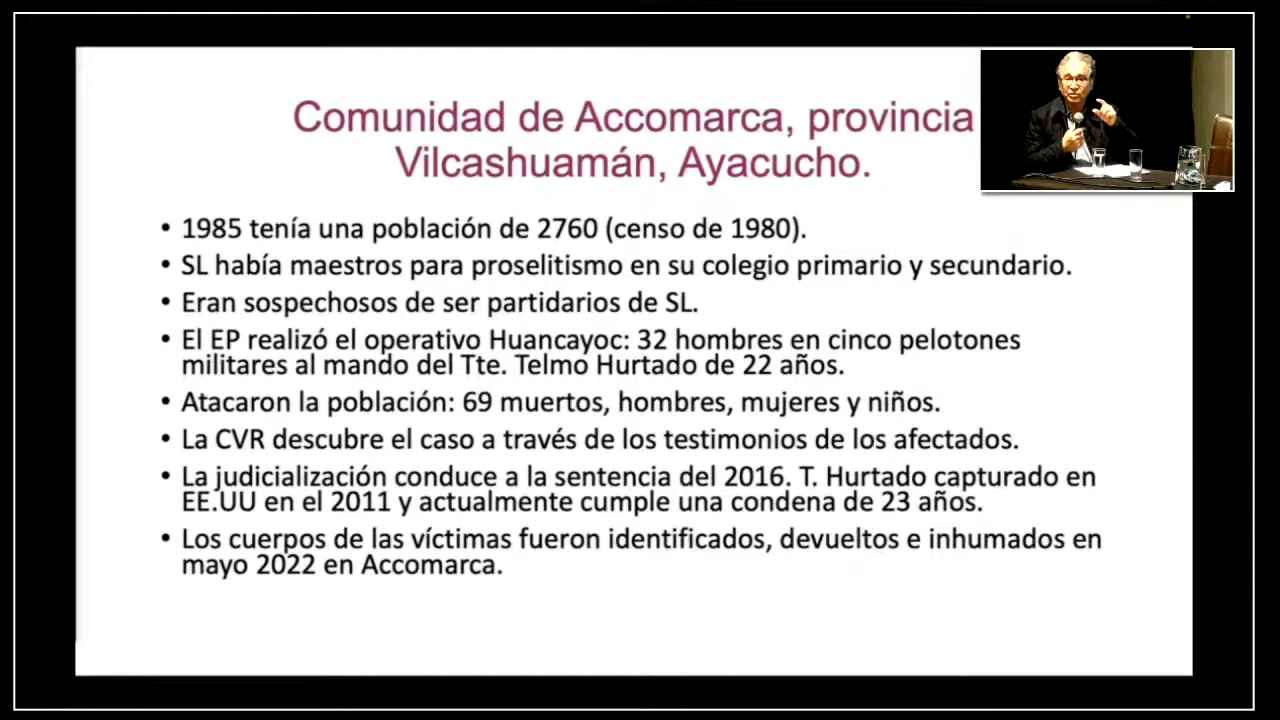 Comunidad de Accomarca, provincia
Vilcashuamán, Ayacucho.
• 1985 tenía una población de 2760 (censo de 1980).
• SL había maestros para proselitismo en su colegio primario y secundario.
• Eran sospechosos de ser partidarios de SL.
• El EP realizó el operativo Huancayoc: 32 hombres en cinco pelotones
militares al mando del Tte. Telmo Hurtado de 22 años.
• Atacaron la población: 69 muertos, hombres, mujeres y niños.
• La CVR descubre el caso a través de los testimonios de los afectados.
• La judicialización conduce a la sentencia del 2016. T. Hurtado capturado en
EE.UU en el 2011 y actualmente cumple una condena de 23 años.
• Los cuerpos de las víctimas fueron identificados, devueltos e inhumados en
mayo 2022 en Accomarca.